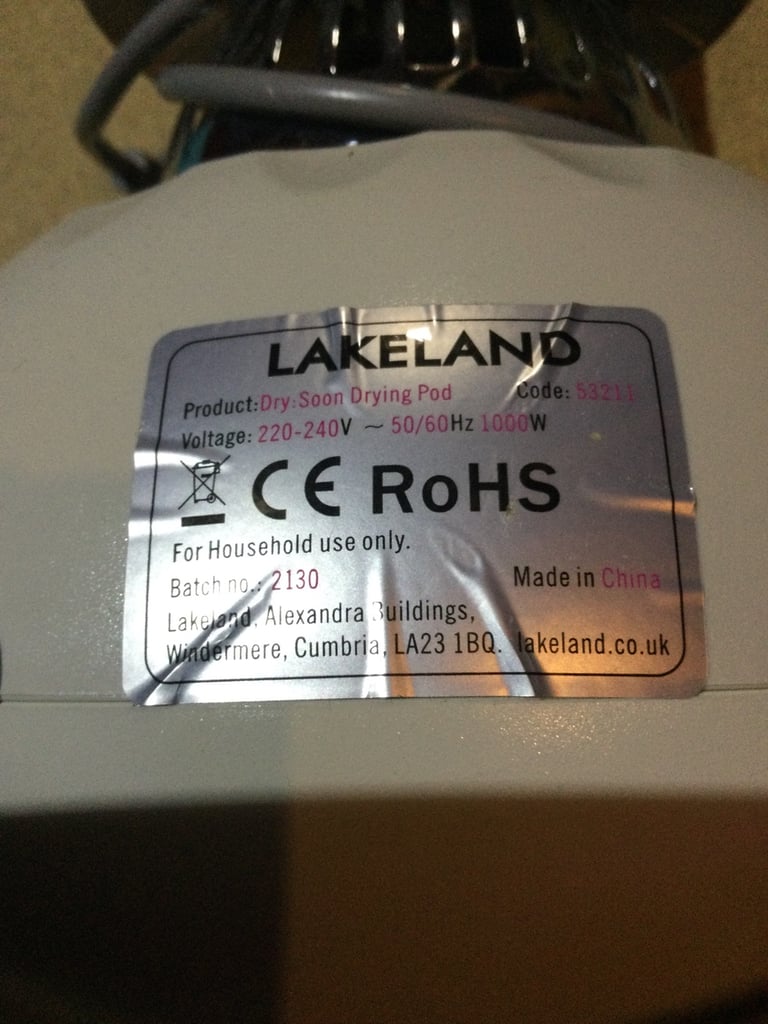 LAKELAND
Product: Dry:Soon Drying Pod Code: 53211
Voltage: 220-240V ~ 50/60Hz 1000W
CE RoHS
For Household use only.
Batch no.: 2130 Made in China
Lakeland, Alexandra Buildings,
Windermere, Cumbria, LA23 1BQ. lakeland.co.uk